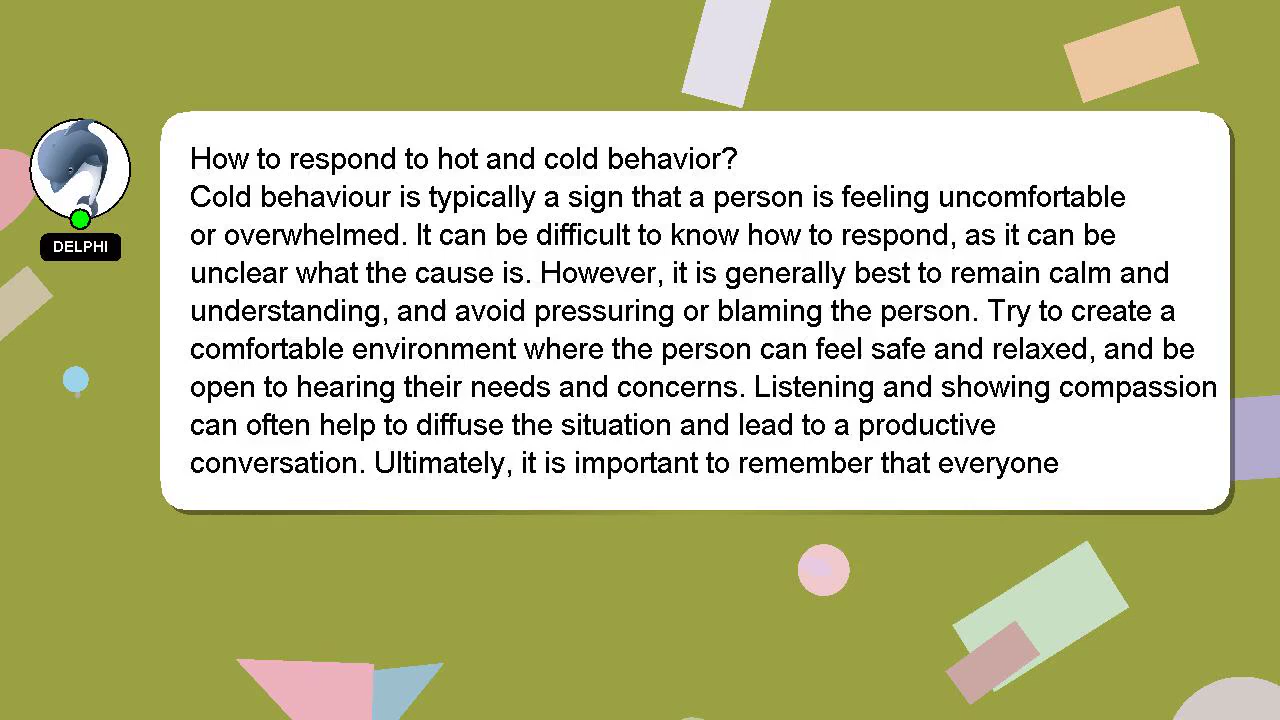 How to respond to hot and cold behavior?
Cold behaviour is typically a sign that a person is feeling uncomfortable
or overwhelmed. It can be difficult to know how to respond, as it can be
unclear what the cause is. However, it is generally best to remain calm and
understanding, and avoid pressuring or blaming the person. Try to create a
comfortable environment where the person can feel safe and relaxed, and be
open to hearing their needs and concerns. Listening and showing compassion
can often help to diffuse the situation and lead to a productive
conversation. Ultimately, it is important to remember that everyone
DELPHI